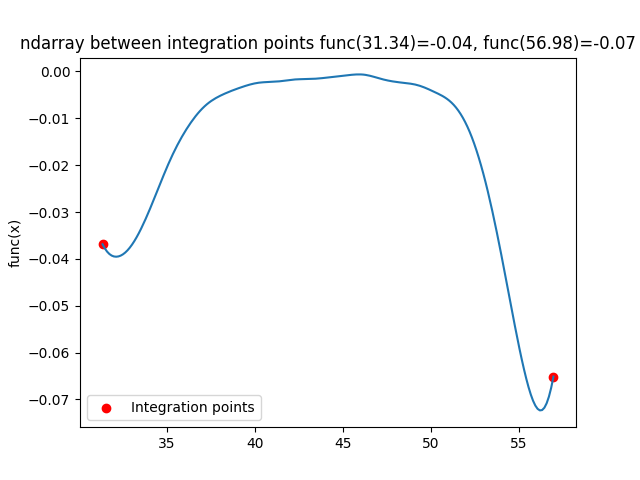 ndarray between integration points func(31.34)=-0.04, func(56.98)=-0.07
0.00
−0.01
−0.02
−0.03
−0.04
−0.05
−0.06
−0.07
func(x)
Integration points
35 40 45 50 55